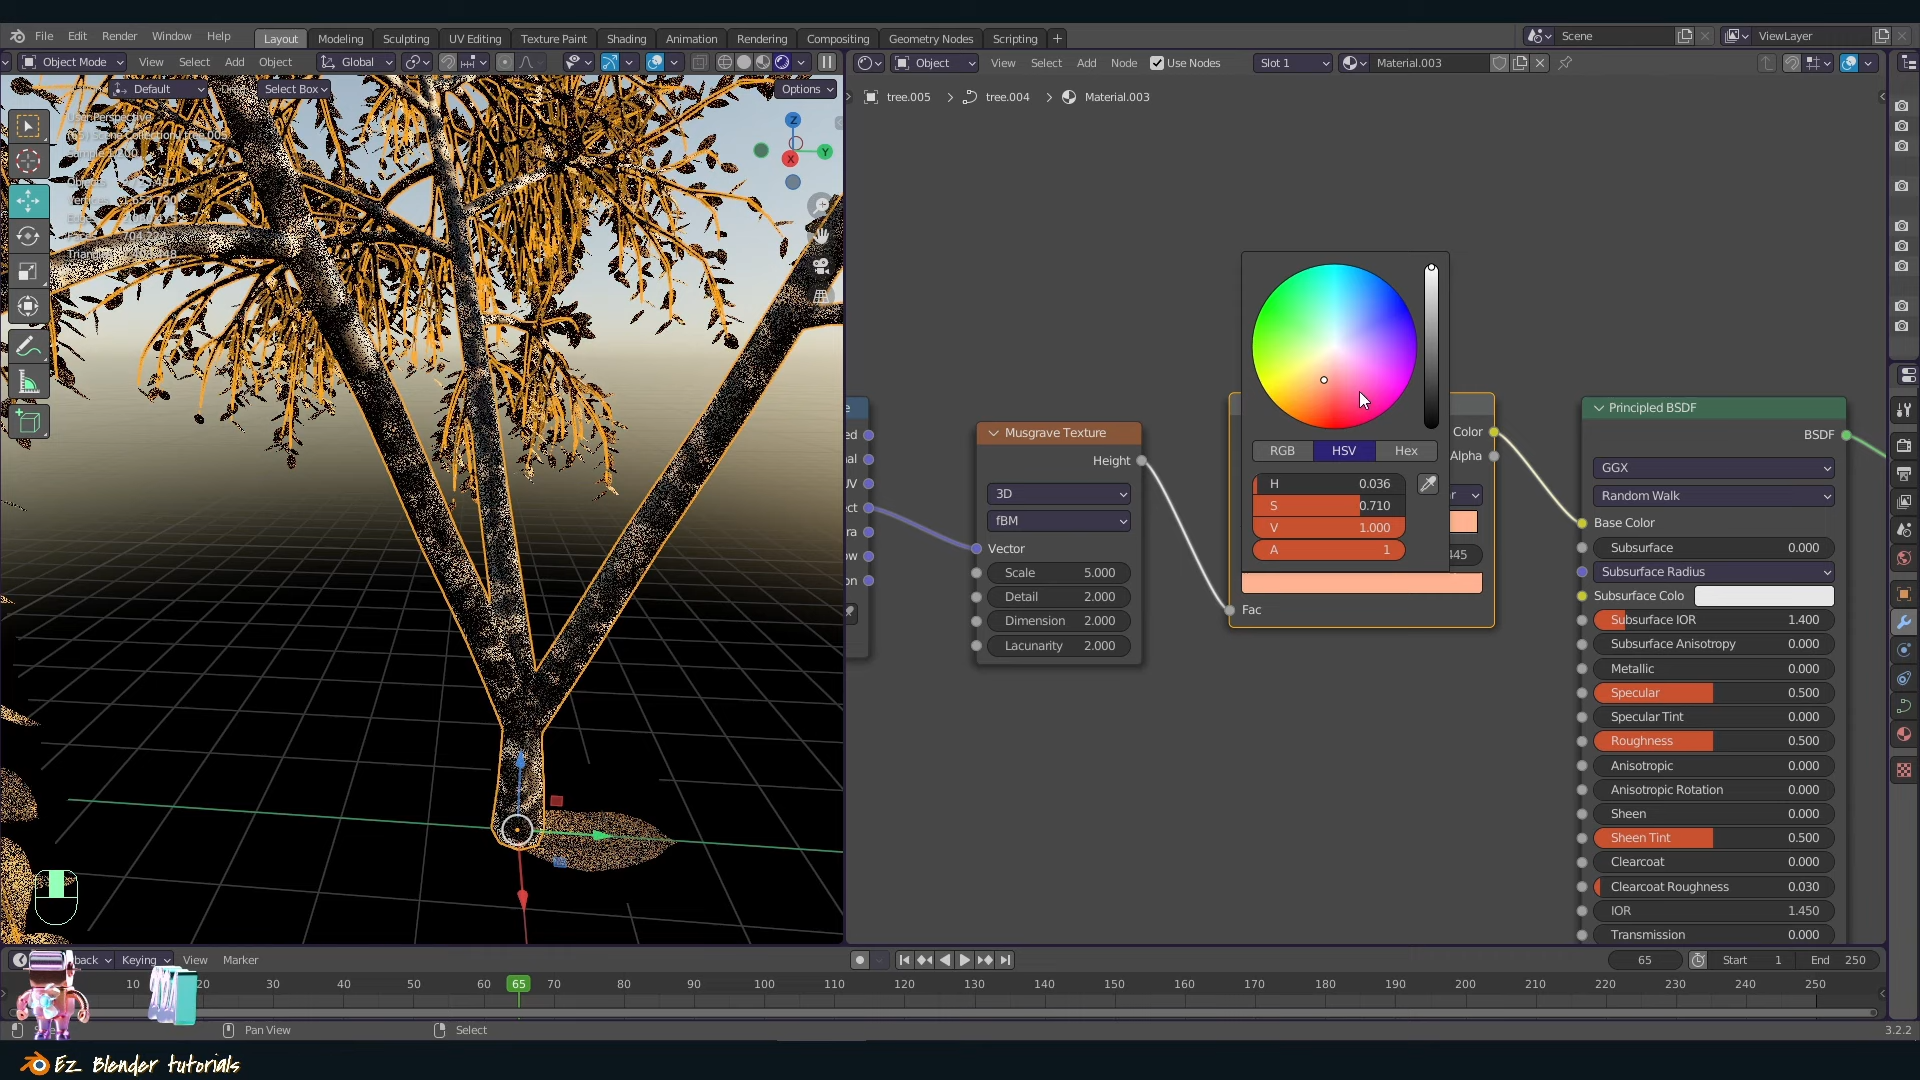 File Edit Render Window Help Layout Modeling Sculpting UV Editing Texture Paint Shading Animation Rendering Compositing Geometry Nodes Scripting + Scene ViewLayer
Object Mode View Select Add Object Global
Object View Select Add Node Use Nodes Slot 1 Material.003
Default Select Box Options
tree.005 > tree.004 > Material.003
User Perspective
Z
Y
X
Musgrave Texture
Height
3D
fBM
Vector
Scale 5.000
Detail 2.000
Dimension 2.000
Lacunarity 2.000
RGB HSV Hex
H 0.036
S 0.710
V 1.000
A 1
Color
Alpha
445
Fac
Principled BSDF
BSDF
GGX
Random Walk
Base Color
Subsurface 0.000
Subsurface Radius
Subsurface Colo
Subsurface IOR 1.400
Subsurface Anisotropy 0.000
Metallic 0.000
Specular 0.500
Specular Tint 0.000
Roughness 0.500
Anisotropic 0.000
Anisotropic Rotation 0.000
Sheen 0.000
Sheen Tint 0.500
Clearcoat 0.000
Clearcoat Roughness 0.030
IOR 1.450
Transmission 0.000
back Keying View Marker 65 Start 1 End 250
10 20 30 40 50 60 65 70 80 90 100 110 120 130 140 150 160 170 180 190 200 210 220 230 240 250
Pan View Select 3.2.2
Ez Blender tutorials